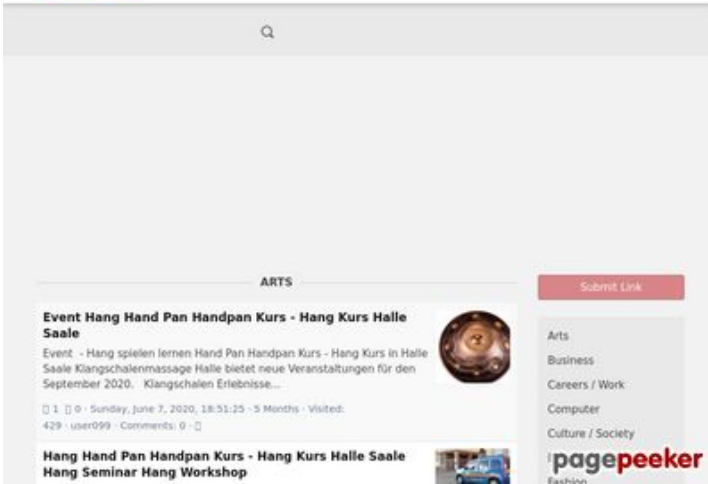 ARTS
Submit Link
Event Hang Hand Pan Handpan Kurs - Hang Kurs Halle
Saale
Event - Hang spielen lernen Hand Pan Handpan Kurs - Hang Kurs in Halle
Saale Klangschalenmassage Halle bietet neue Veranstaltungen für den
September 2020. Klangschalen Erlebnisse...
1 0 · Sunday, June 7, 2020, 18:51:25 · 5 Months · Visited:
429 · user099 · Comments: 0 ·
Hang Hand Pan Handpan Kurs - Hang Kurs Halle Saale
Hang Seminar Hang Workshop
Arts
Business
Careers / Work
Computer
Culture / Society
pagepeeker
Fashion